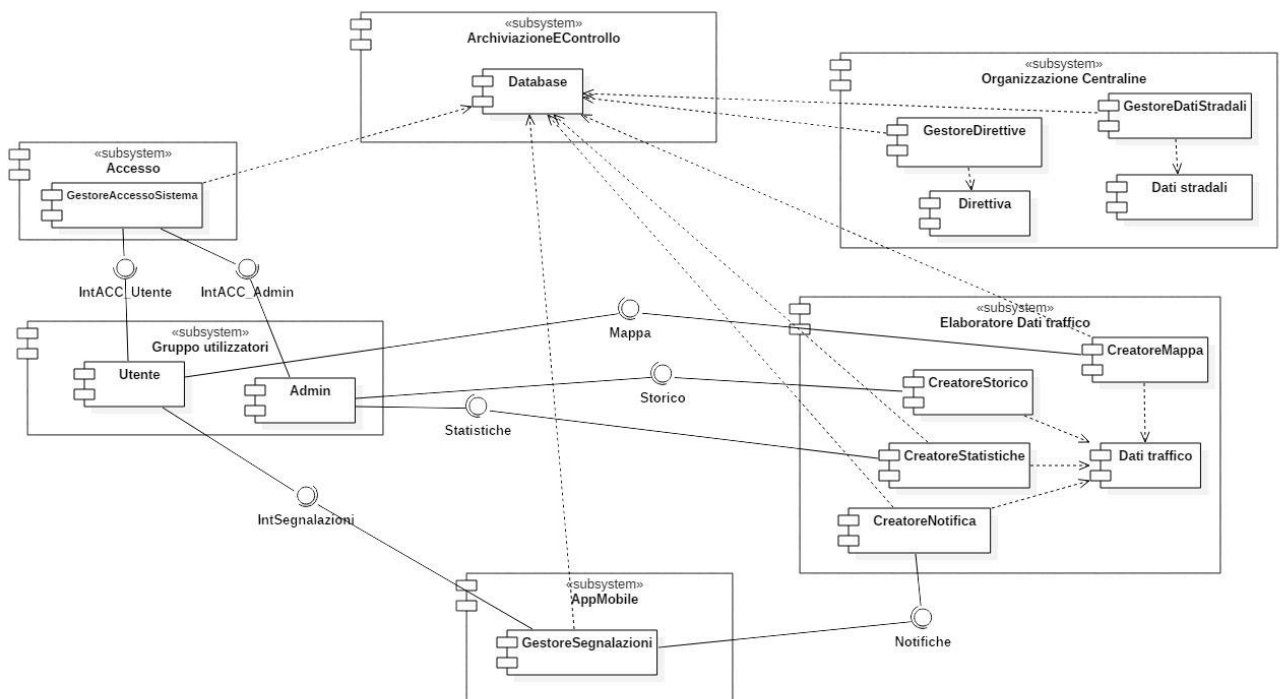 «subsystem»
ArchiviazioneEControllo
Database
«subsystem»
Organizzazione Centraline
GestoreDatiStradali
GestoreDirettive
Dati stradali
Direttiva
«subsystem»
Accesso
GestoreAccessoSistema
IntACC_Utente
IntACC_Admin
«subsystem»
Gruppo utilizzatori
Utente
Admin
Mappa
Storico
Statistiche
IntSegnalazioni
«subsystem»
Elaboratore Dati traffico
CreatoreMappa
CreatoreStorico
CreatoreStatistiche
Dati traffico
CreatoreNotifica
«subsystem»
AppMobile
GestoreSegnalazioni
Notifiche